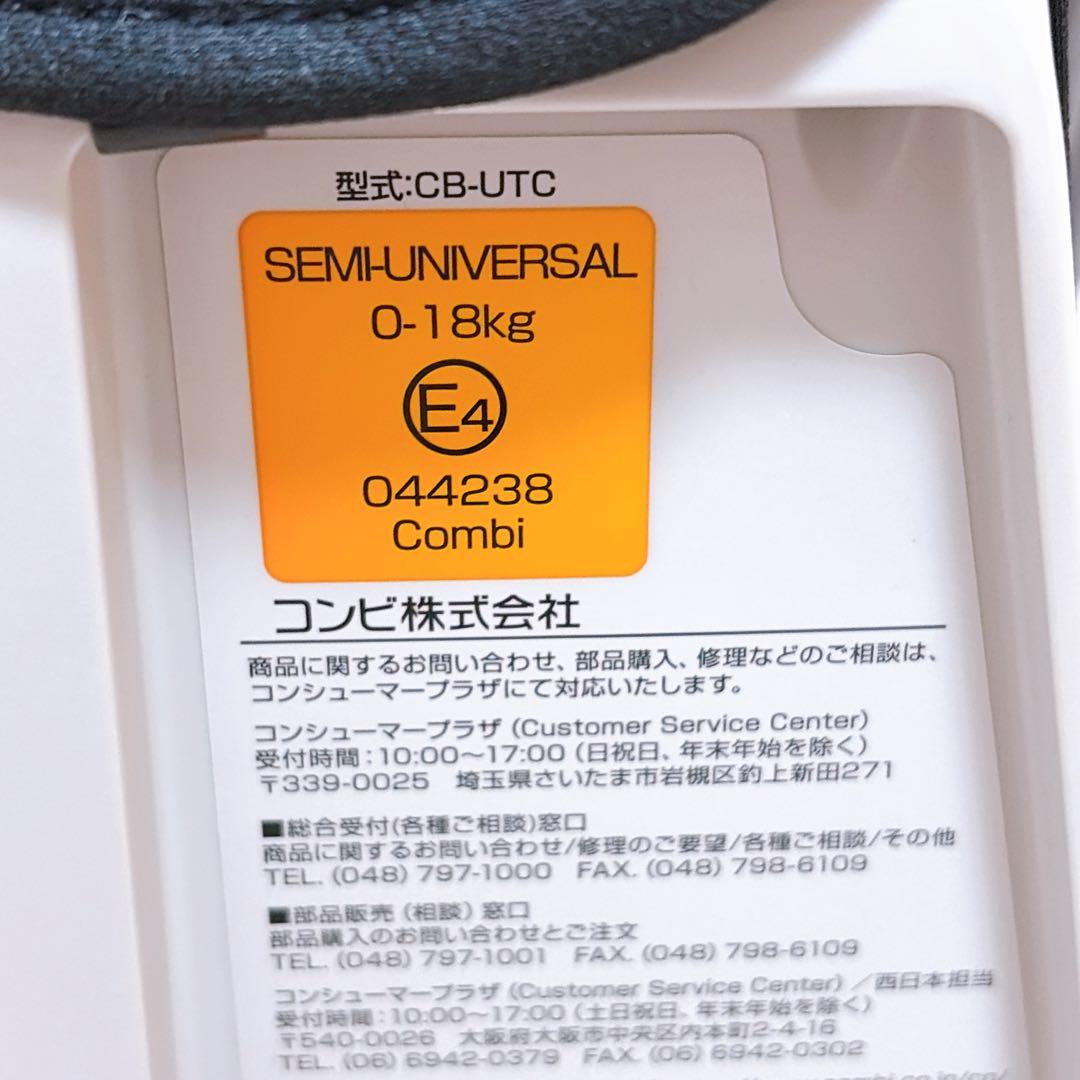 型式:CB-UTC
SEMI-UNIVERSAL
0-18kg
E4
044238
Combi
コンビ株式会社
商品に関するお問い合わせ、部品購入、修理などのご相談は、
コンシューマープラザにて対応いたします。
コンシューマープラザ (Customer Service Center)
受付時間:10:00〜17:00 (日祝日、年末年始を除く)
〒339-0025 埼玉県さいたま市岩槻区釣上新田271
■総合受付(各種ご相談)窓口
商品に関するお問い合わせ/修理のご要望/各種ご相談/その他
TEL. (048) 797-1000 FAX. (048) 798-6109
■部品販売 (相談) 窓口
部品購入のお問い合わせとご注文
TEL. (048) 797-1001 FAX. (048) 798-6109
コンシューマープラザ (Customer Service Center) /西日本担当
受付時間:10:00〜17:00 (土日祝日、年末年始を除く)
〒540-0026 大阪府大阪市中央区内本町2-4-16
TEL. (06) 6942-0379 FAX. (06) 6942-0302